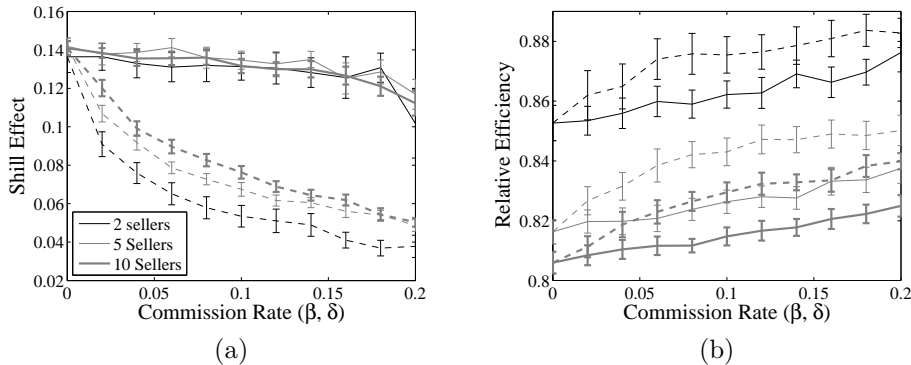 0.16
0.14
0.12
0.1
0.08
0.06
0.04
0.02
Shill Effect
2 sellers
5 Sellers
10 Sellers
0 0.05 0.1 0.15 0.2
Commission Rate (β, δ)
(a)
0.88
0.86
0.84
0.82
0.8
Relative Efficiency
0 0.05 0.1 0.15 0.2
Commission Rate (β, δ)
(b)